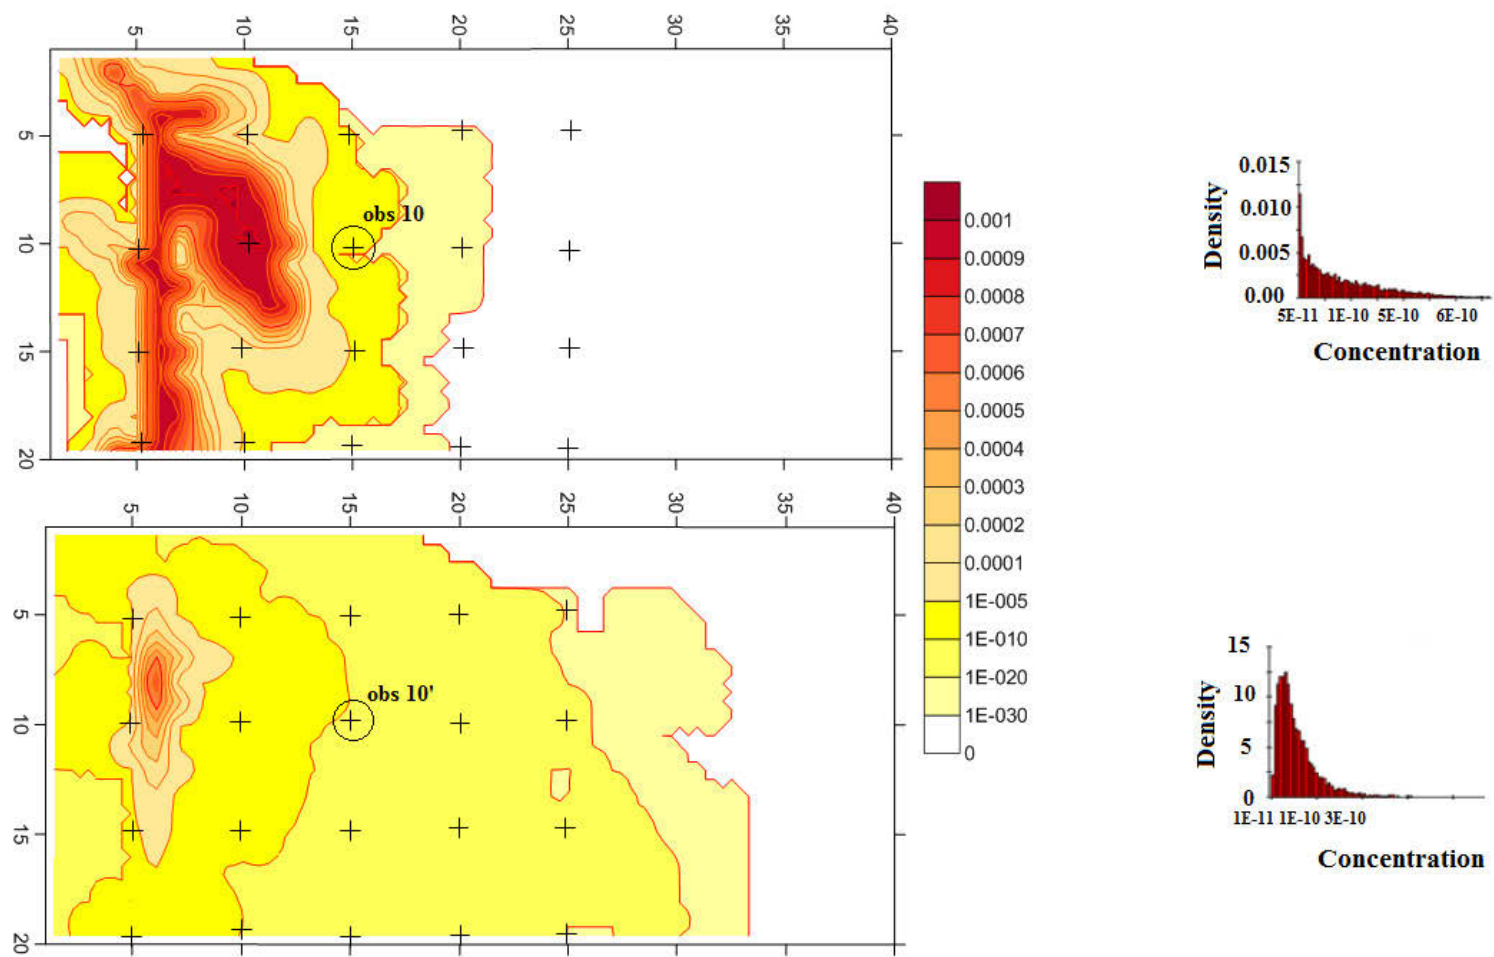 5 10 15 20 25 30 35 40
5
10
15
20
obs 10
5 10 15 20 25 30 35 40
5
10
15
20
obs 10'
0.001
0.0009
0.0008
0.0007
0.0006
0.0005
0.0004
0.0003
0.0002
0.0001
1E-005
1E-010
1E-020
1E-030
0
Density
0.015
0.010
0.005
0.00
5E-11 1E-10 5E-10 6E-10
Concentration
Density
15
10
5
0
1E-11 1E-10 3E-10
Concentration